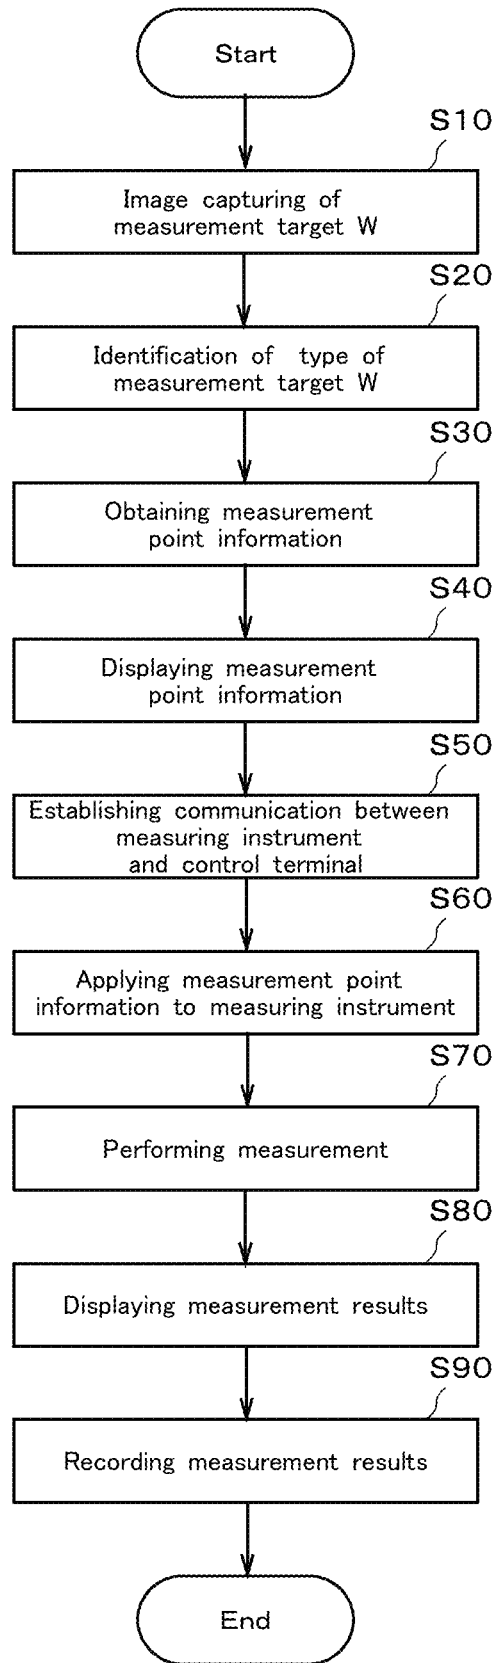 Start
S10
Image capturing of
measurement target W
S20
Identification of type of
measurement target W
S30
Obtaining measurement
point information
S40
Displaying measurement
point information
S50
Establishing communication between
measuring instrument
and control terminal
S60
Applying measurement point
information to measuring instrument
S70
Performing measurement
S80
Displaying measurement results
S90
Recording measurement results
End